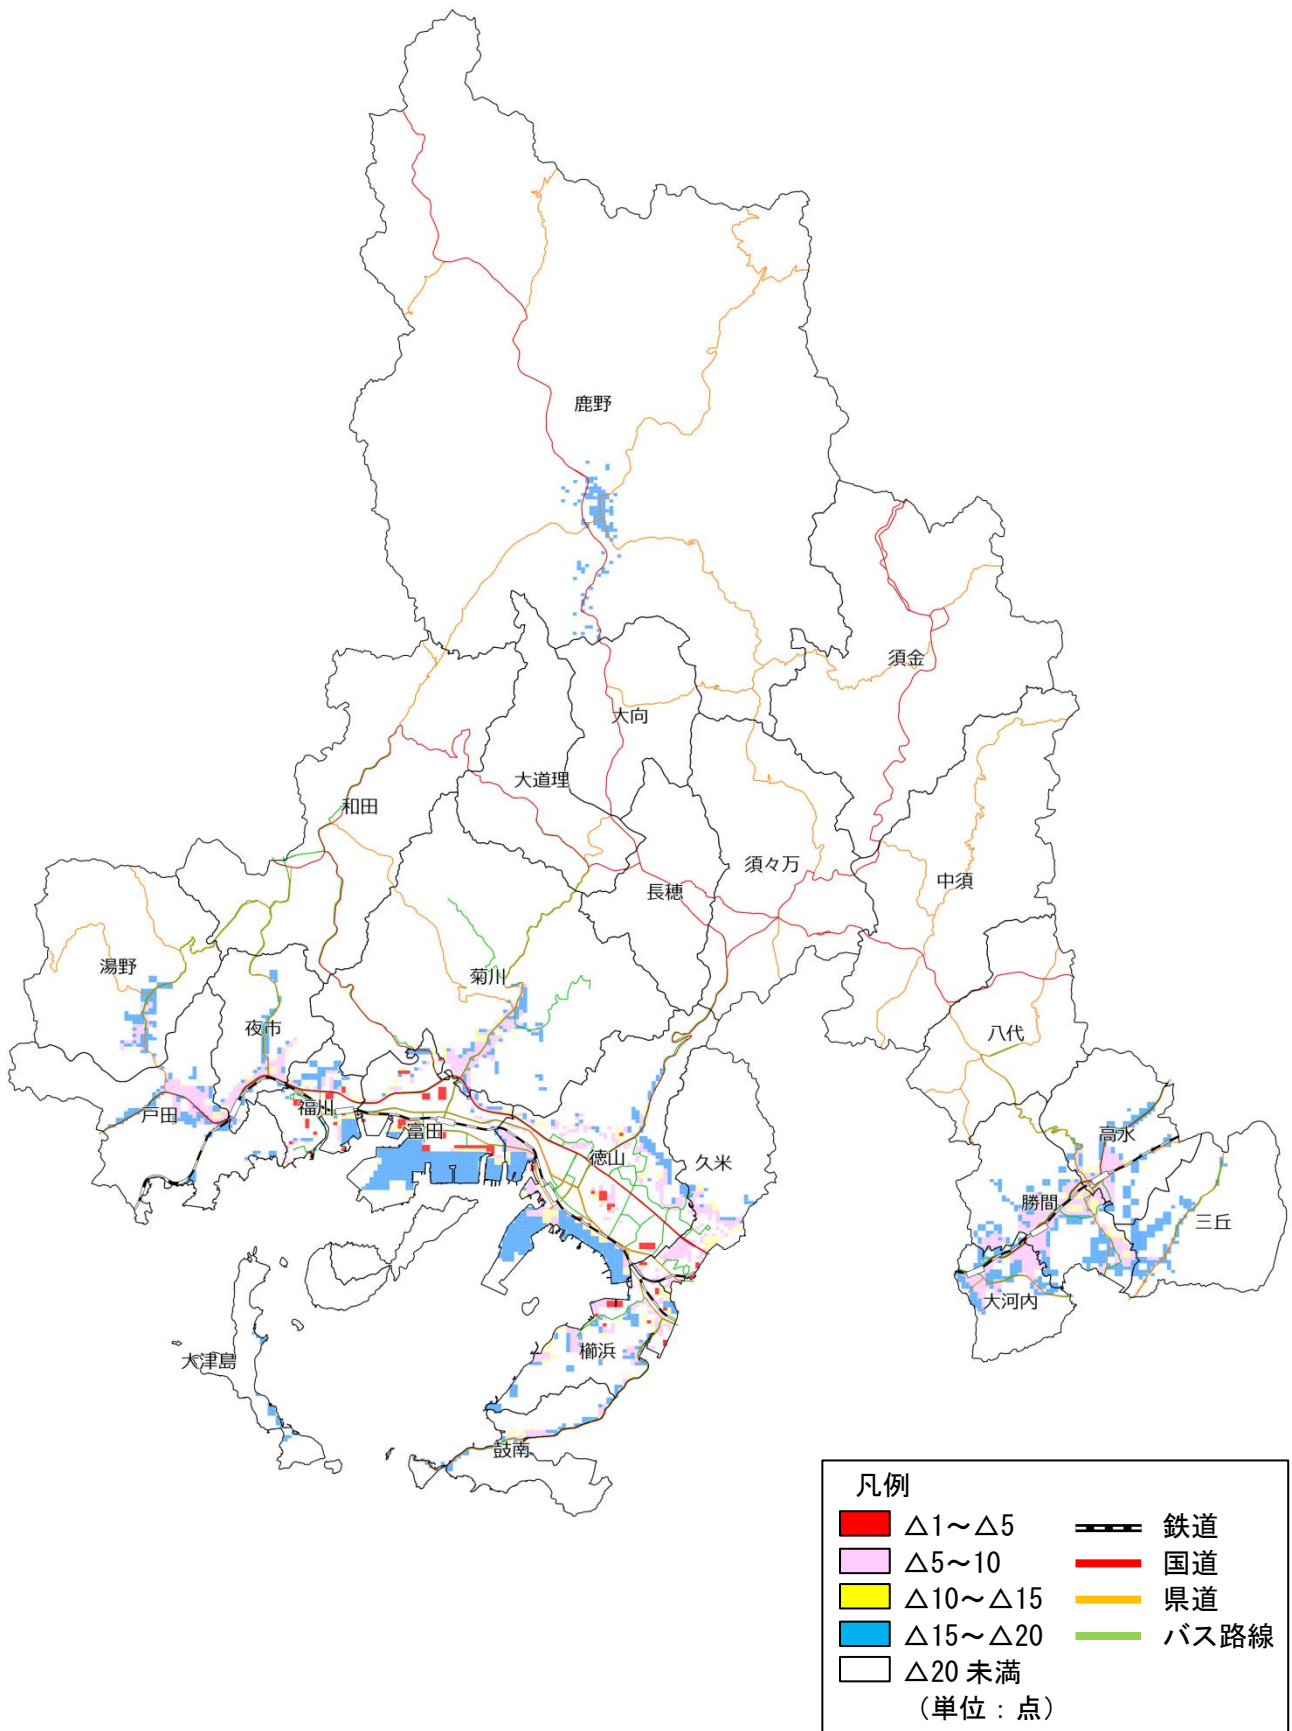 鹿野
須金
大向
大道理
和田
須々万
長穂
中須
湯野
菊川
夜市
八代
戸田
福川
富田
徳山
久米
高水
勝間
三丘
大河内
大津島
櫛浜
鼓南
凡例
△1～△5
鉄道
△5～10
国道
△10～△15
県道
△15～△20
バス路線
△20 未満
（単位：点）